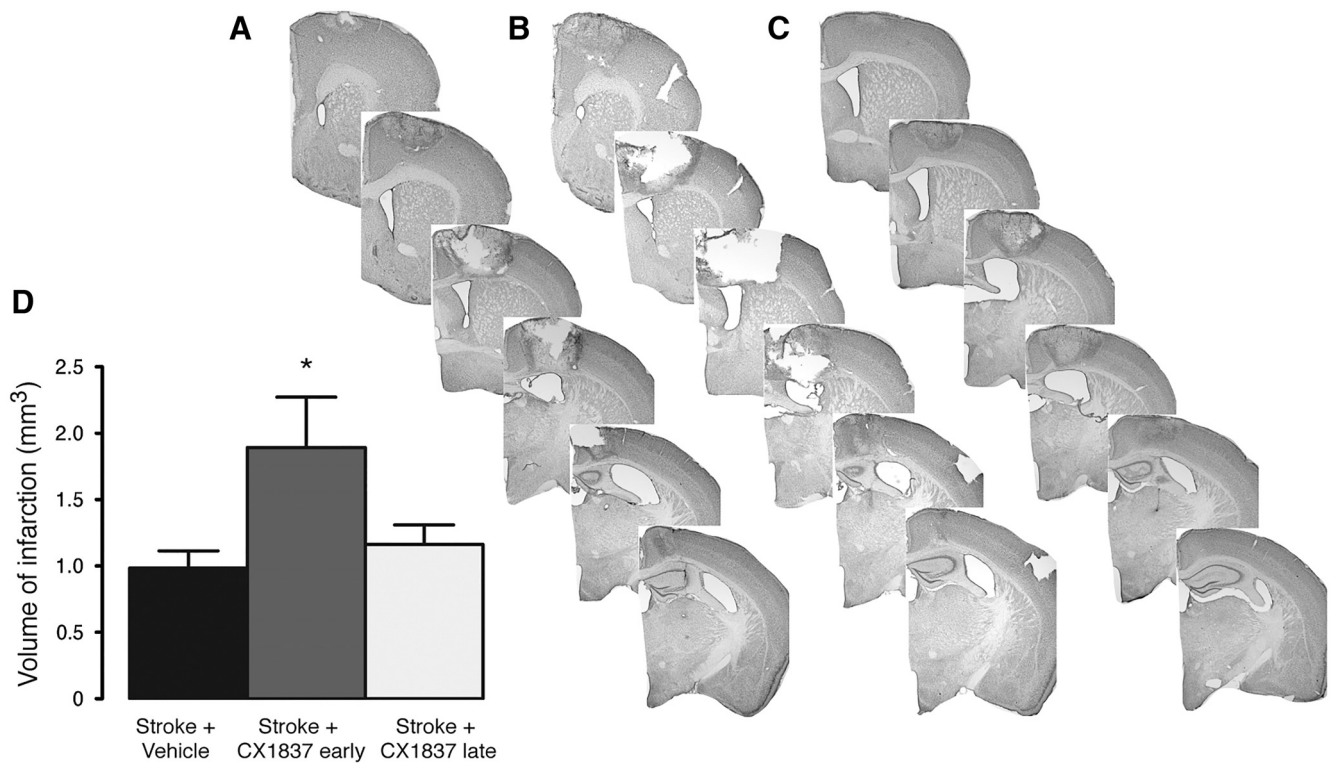 A
B
C
D
Volume of infarction (mm³)
2.5
2.0
1.5
1.0
0.5
0
*
Stroke +
Vehicle
Stroke +
CX1837 early
Stroke +
CX1837 late